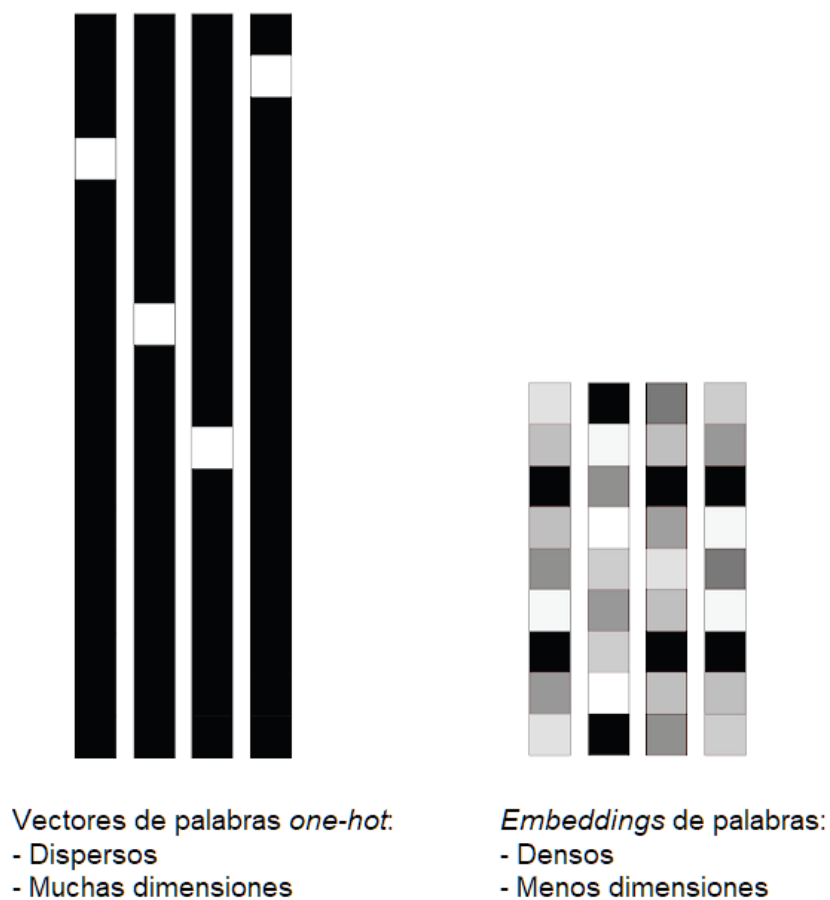 Vectores de palabras one-hot:
- Dispersos
- Muchas dimensiones
Embeddings de palabras:
- Densos
- Menos dimensiones